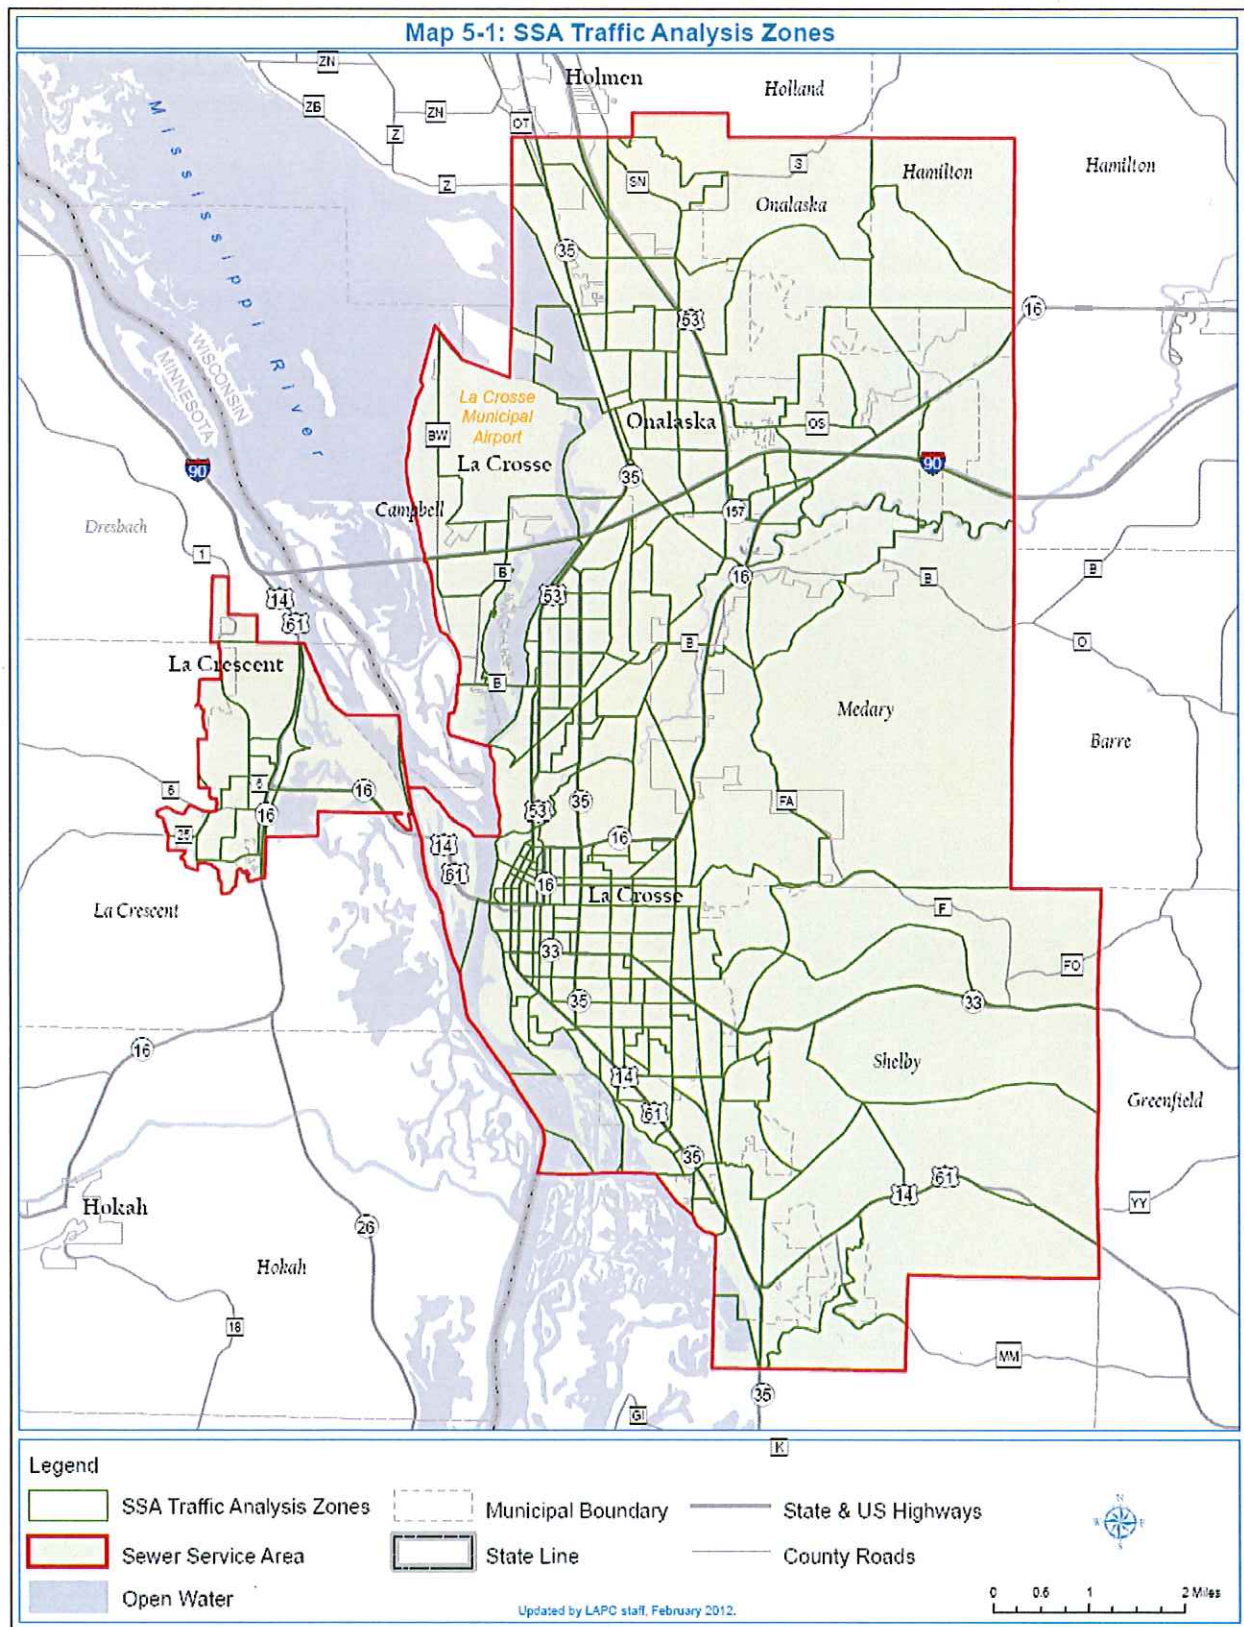 Map 5-1: SSA Traffic Analysis Zones
ZN
Holmen
Holland
ZB
ZH
OT
Z
Mississippi River
S
Hamilton
Hamilton
Z
SN
Onalaska
35
16
53
WISCONSIN
MINNESOTA
La Crosse
Municipal
Airport
Onalaska
OS
BW
La Crosse
90
35
90
Campbell
157
Dresbach
1
B
16
B
B
14
53
61
B
O
La Crescent
B
Medary
Barre
6
6
16
53
35
FA
16
25
14
16
61
16
La Crosse
La Crescent
F
33
FO
35
33
16
Shelby
14
Greenfield
61
35
61
14
YY
Hokah
26
Hokah
18
MM
35
GI
K
Legend
SSA Traffic Analysis Zones
Municipal Boundary
State & US Highways
Sewer Service Area
State Line
County Roads
Open Water
N
W
E
S
0 0.6 1 2 Miles
Updated by LAPC staff, February 2012.